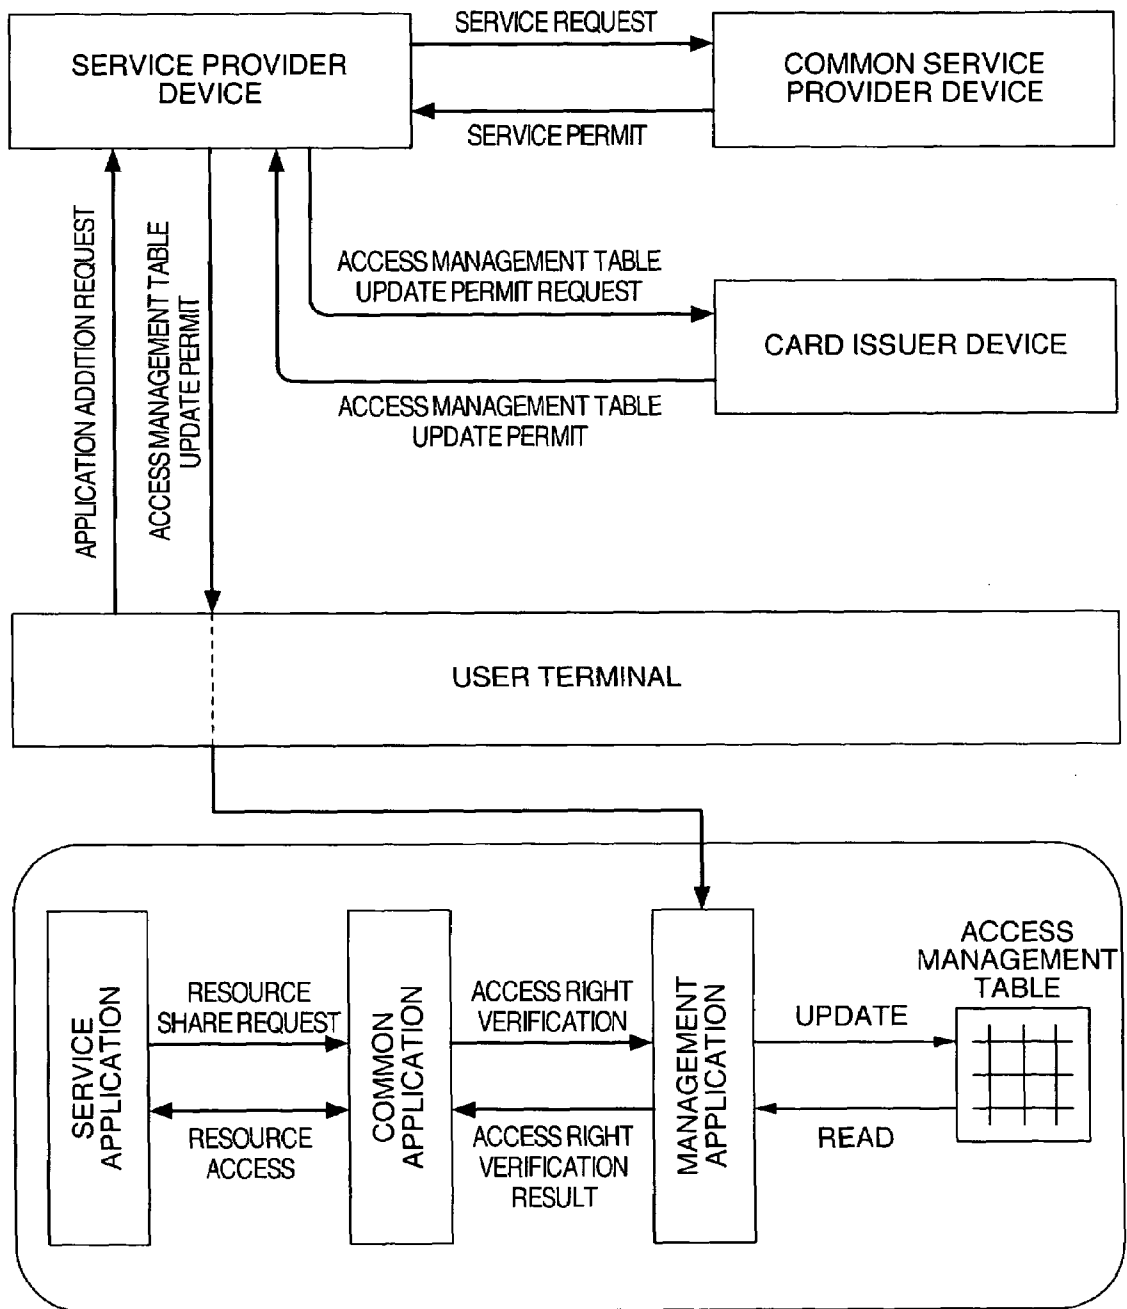 SERVICE REQUEST
SERVICE PROVIDER
DEVICE
COMMON SERVICE
PROVIDER DEVICE
SERVICE PERMIT
APPLICATION ADDITION REQUEST
ACCESS MANAGEMENT TABLE
UPDATE PERMIT
ACCESS MANAGEMENT TABLE
UPDATE PERMIT REQUEST
CARD ISSUER DEVICE
ACCESS MANAGEMENT TABLE
UPDATE PERMIT
USER TERMINAL
SERVICE
APPLICATION
RESOURCE
SHARE REQUEST
RESOURCE
ACCESS
COMMON
APPLICATION
ACCESS RIGHT
VERIFICATION
ACCESS RIGHT
VERIFICATION
RESULT
MANAGEMENT
APPLICATION
UPDATE
READ
ACCESS
MANAGEMENT
TABLE